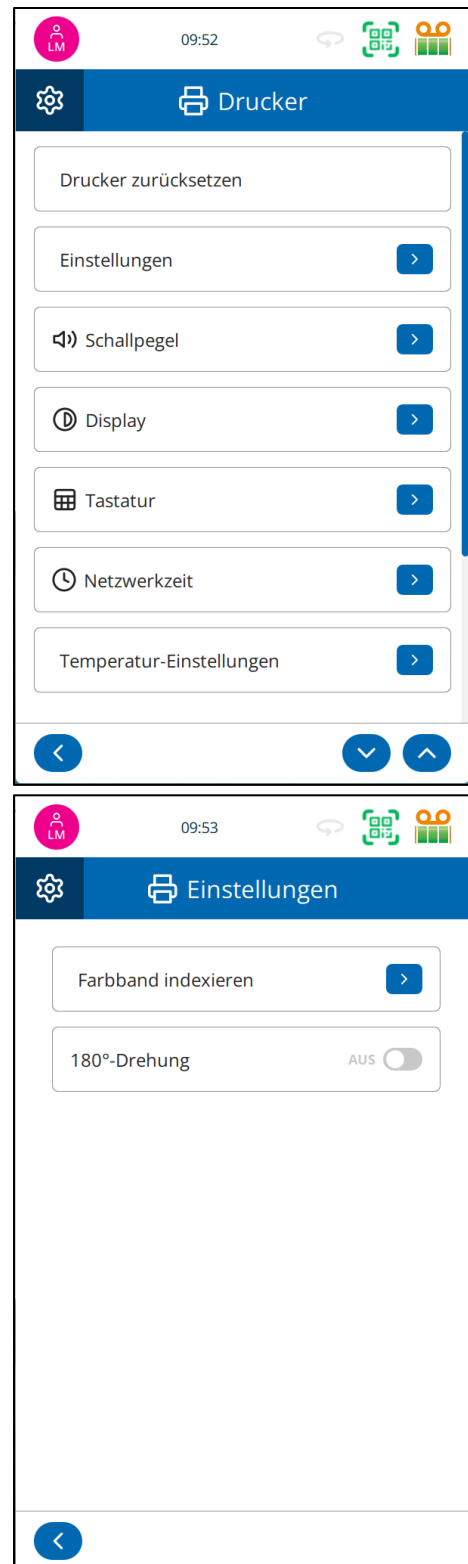 LM
09:52
Drucker
Drucker zurücksetzen
Einstellungen
Schallpegel
Display
Tastatur
Netzwerkzeit
Temperatur-Einstellungen
LM
09:53
Einstellungen
Farbband indexieren
180°-Drehung AUS